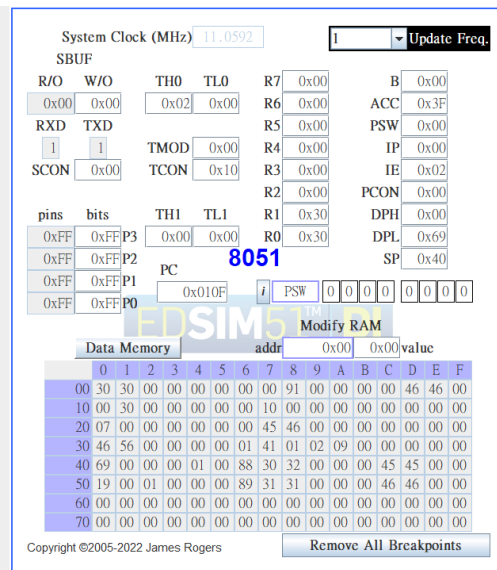 System Clock (MHz) 11.0592 1 Update Freq.
SBUF
R/O W/O TH0 TL0 R7 0x00 B 0x00
0x00 0x00 0x02 0x00 R6 0x00 ACC 0x3F
RXD TXD R5 0x00 PSW 0x00
1 1 TMOD 0x00 R4 0x00 IP 0x00
SCON 0x00 TCON 0x10 R3 0x00 IE 0x02
R2 0x00 PCON 0x00
pins bits TH1 TL1 R1 0x30 DPH 0x00
0xFF 0xFF P3 0x00 0x00 R0 0x30 DPL 0x69
0xFF 0xFF P2 8051 SP 0x40
0xFF 0xFF P1 PC
0xFF 0xFF P0 0x010F i PSW 0 0 0 0 0 0 0 0
EDSIM51™ DI
Modify RAM
Data Memory addr 0x00 0x00 value
0 1 2 3 4 5 6 7 8 9 A B C D E F
00 30 30 00 00 00 00 00 00 91 00 00 00 00 46 46 00
10 00 30 00 00 00 00 00 10 00 00 00 00 00 00 00 00
20 07 00 00 00 00 00 00 45 46 00 00 00 00 00 00 00
30 46 56 00 00 00 00 01 41 01 02 09 00 00 00 00 00
40 69 00 00 00 01 00 88 30 32 00 00 00 45 45 00 00
50 19 00 01 00 00 00 89 31 31 00 00 00 46 46 00 00
60 00 00 00 00 00 00 00 00 00 00 00 00 00 00 00 00
70 00 00 00 00 00 00 00 00 00 00 00 00 00 00 00 00
Copyright ©2005-2022 James Rogers Remove All Breakpoints